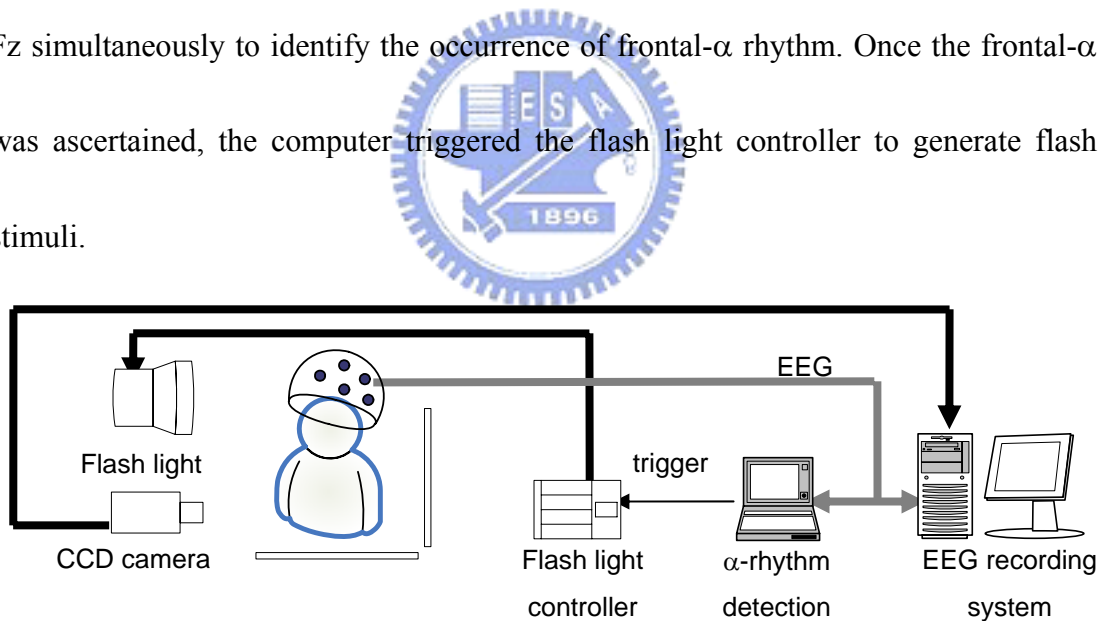 Fz simultaneously to identify the occurrence of frontal-α rhythm. Once the frontal-α
was ascertained, the computer triggered the flash light controller to generate flash
stimuli.
E S A
1896
EEG
Flash light
trigger
CCD camera
Flash light
controller
α-rhythm
detection
EEG recording
system